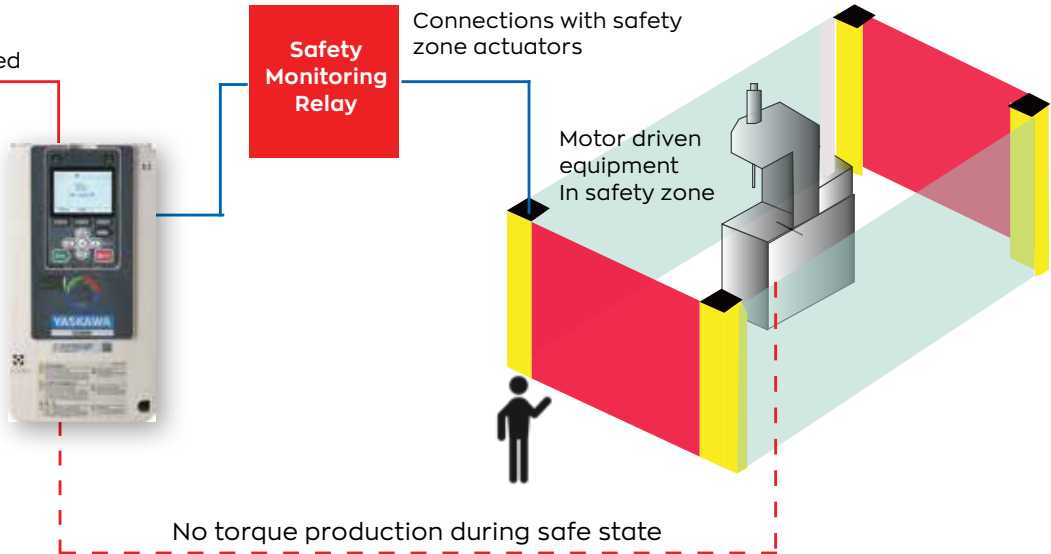 ed
Safety
Monitoring
Relay
Connections with safety
zone actuators
Motor driven
equipment
In safety zone
YASKAWA
No torque production during safe state